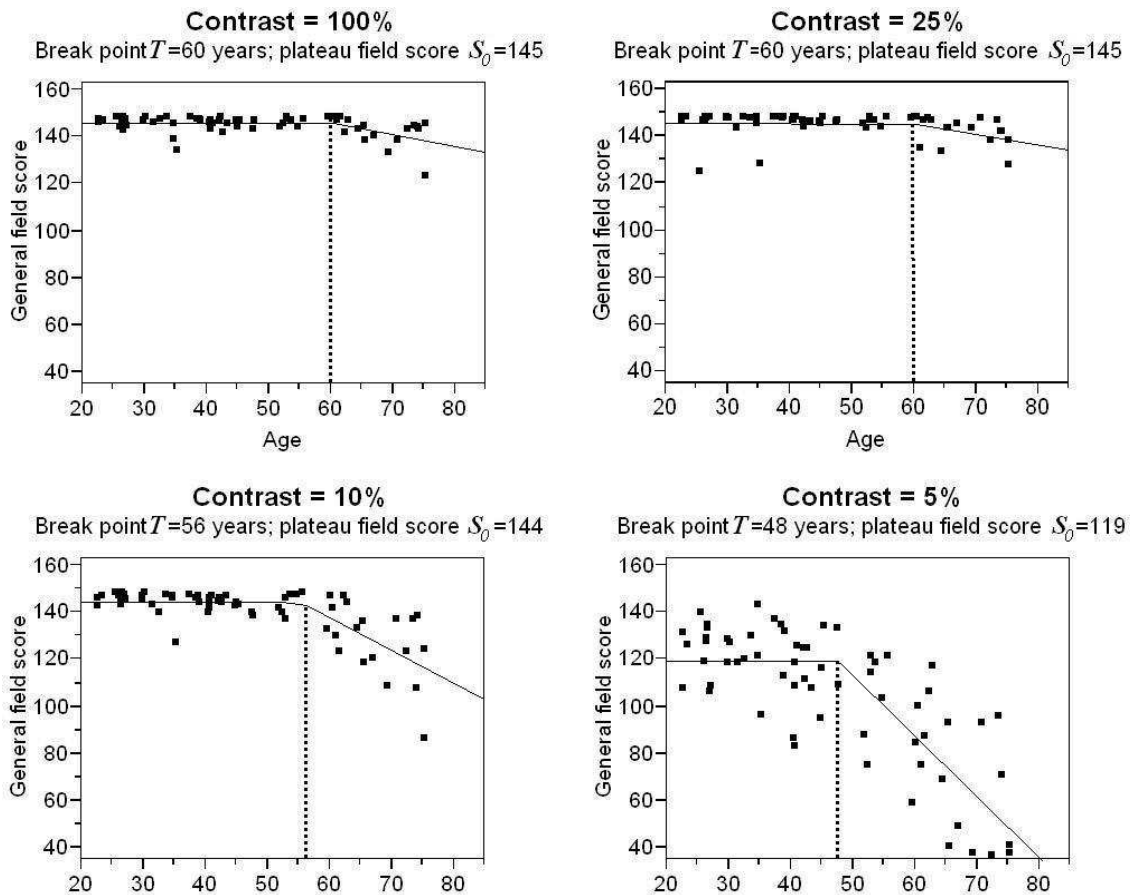 Contrast = 100%
Break point T=60 years; plateau field score S0=145
160
140
120
100
80
60
40
General field score
20 30 40 50 60 70 80
Age
Contrast = 25%
Break point T=60 years; plateau field score S0=145
160
140
120
100
80
60
40
General field score
20 30 40 50 60 70 80
Age
Contrast = 10%
Break point T=56 years; plateau field score S0=144
160
140
120
100
80
60
40
General field score
20 30 40 50 60 70 80
Contrast = 5%
Break point T=48 years; plateau field score S0=119
160
140
120
100
80
60
40
General field score
20 30 40 50 60 70 80